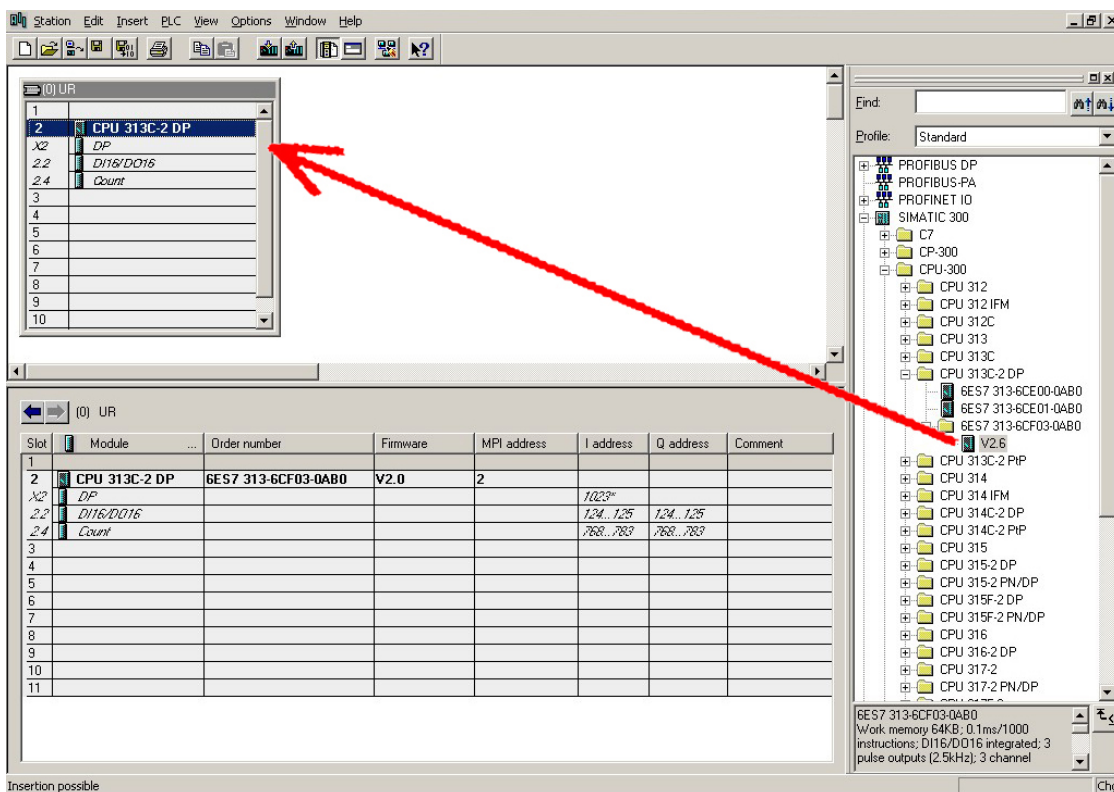 Station Edit Insert PLC View Options Window Help
(0) UR
1
2 CPU 313C-2 DP
X2 DP
2.2 DI16/DO16
2.4 Count
3
4
5
6
7
8
9
10
(0) UR
Slot Module ... Order number Firmware MPI address I address Q address Comment
1
2 CPU 313C-2 DP 6ES7 313-6CF03-0AB0 V2.0 2
X2 DP 1023*
2.2 DI16/DO16 124...125 124...125
2.4 Count 768...783 768...783
3
4
5
6
7
8
9
10
11
Find:
Profile: Standard
PROFIBUS DP
PROFIBUS-PA
PROFINET IO
SIMATIC 300
C7
CP-300
CPU-300
CPU 312
CPU 312 IFM
CPU 312C
CPU 313
CPU 313C
CPU 313C-2 DP
6ES7 313-6CE00-0AB0
6ES7 313-6CE01-0AB0
6ES7 313-6CF03-0AB0
V2.6
CPU 313C-2 PtP
CPU 314
CPU 314 IFM
CPU 314C-2 DP
CPU 314C-2 PtP
CPU 315
CPU 315-2 DP
CPU 315-2 PN/DP
CPU 315F-2 DP
CPU 315F-2 PN/DP
CPU 316
CPU 316-2 DP
CPU 317-2
CPU 317-2 PN/DP
6ES7 313-6CF03-0AB0
Work memory 64KB; 0.1ms/1000
instructions; DI16/DO16 integrated; 3
pulse outputs (2.5kHz); 3 channel
Insertion possible